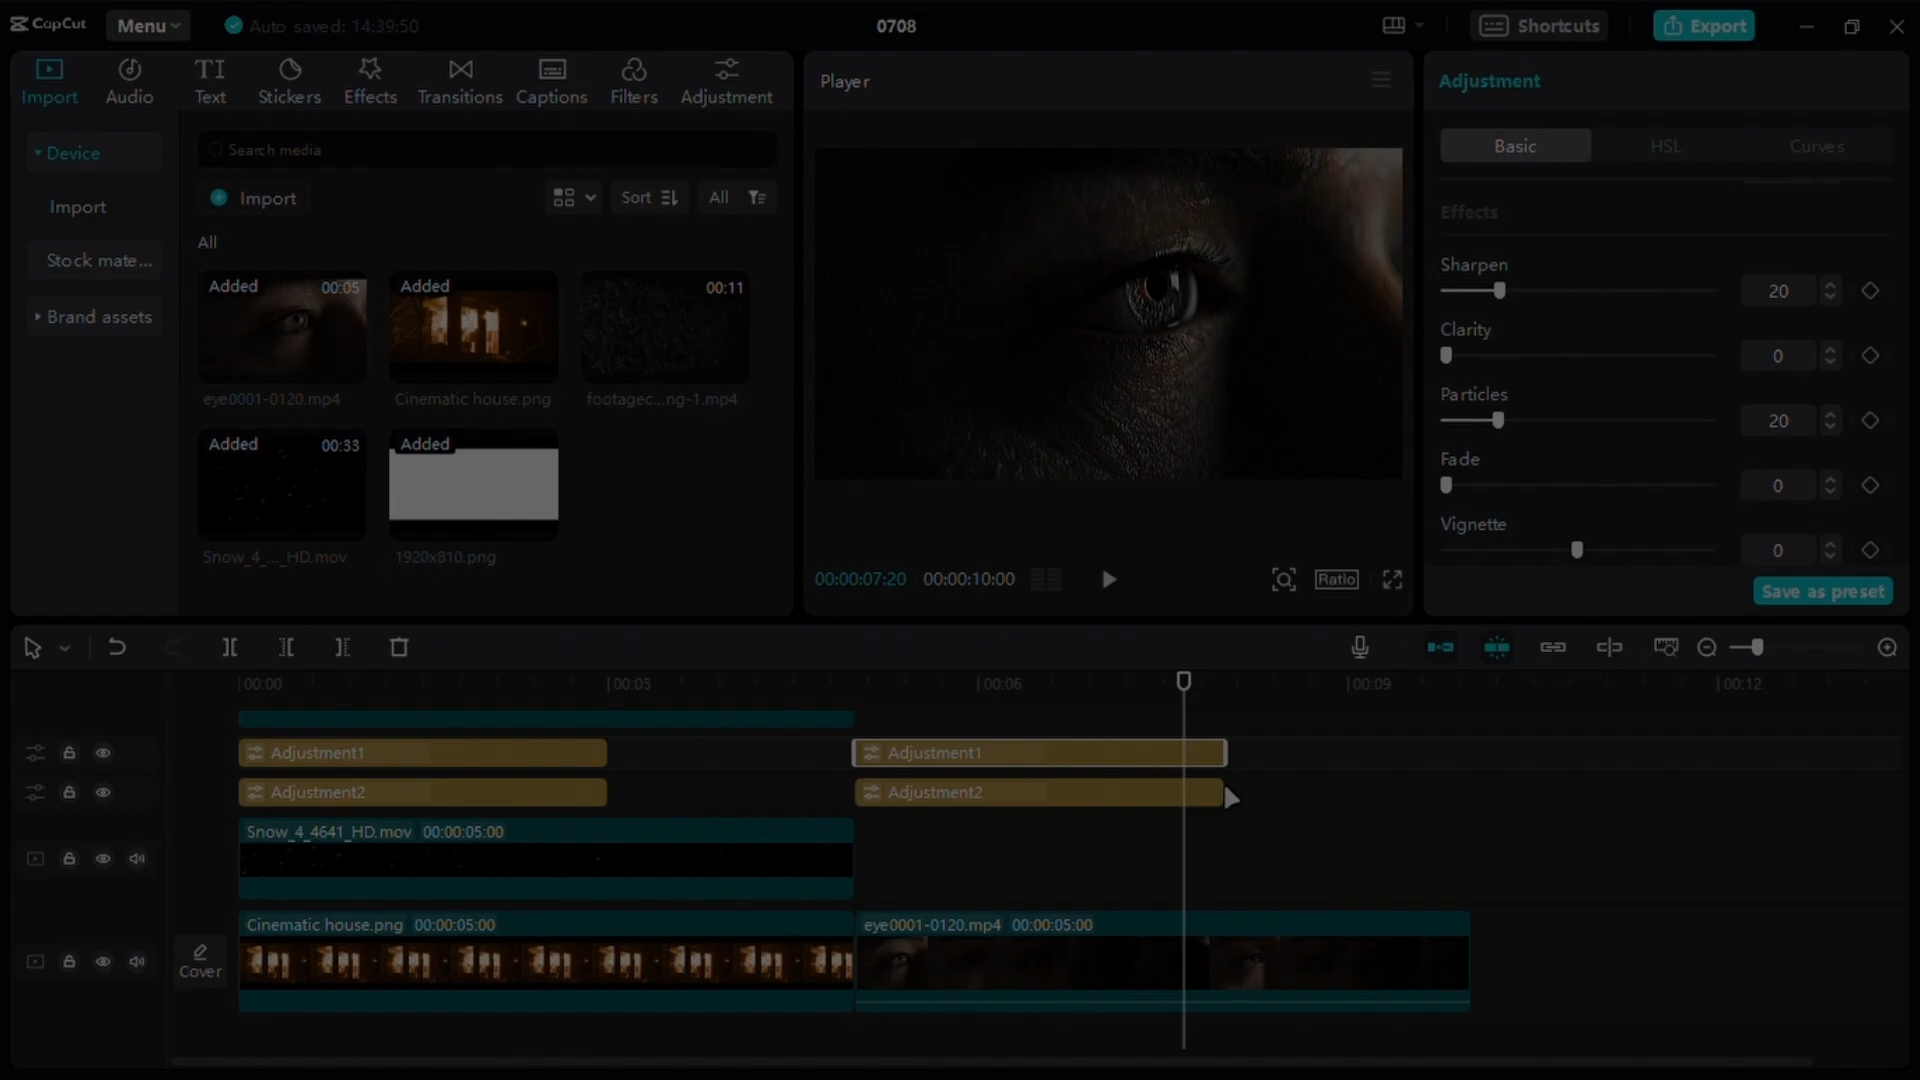 CapCut
Menu
Auto saved: 14:39:50
0708
Shortcuts
Export
Import
Audio
TI
Text
Stickers
Effects
Transitions
Captions
Filters
Adjustment
Device
Import
Stock mate...
Brand assets
Search media
Import
Sort
All
All
Added 00:05
eye0001-0120.mp4
Added
Cinematic house.png
00:11
footagec...ng-1.mp4
Added 00:33
Snow_4_..._HD.mov
Added
1920x810.png
Player
00:00:07:20 00:00:10:00
Ratio
Adjustment
Basic
HSL
Curves
Effects
Sharpen
20
Clarity
0
Particles
20
Fade
0
Vignette
0
Save as preset
00:00
00:03
00:06
00:09
00:12
Adjustment1
Adjustment1
Adjustment2
Adjustment2
Snow_4_4641_HD.mov 00:00:05:00
Cover
Cinematic house.png 00:00:05:00
eye0001-0120.mp4 00:00:05:00